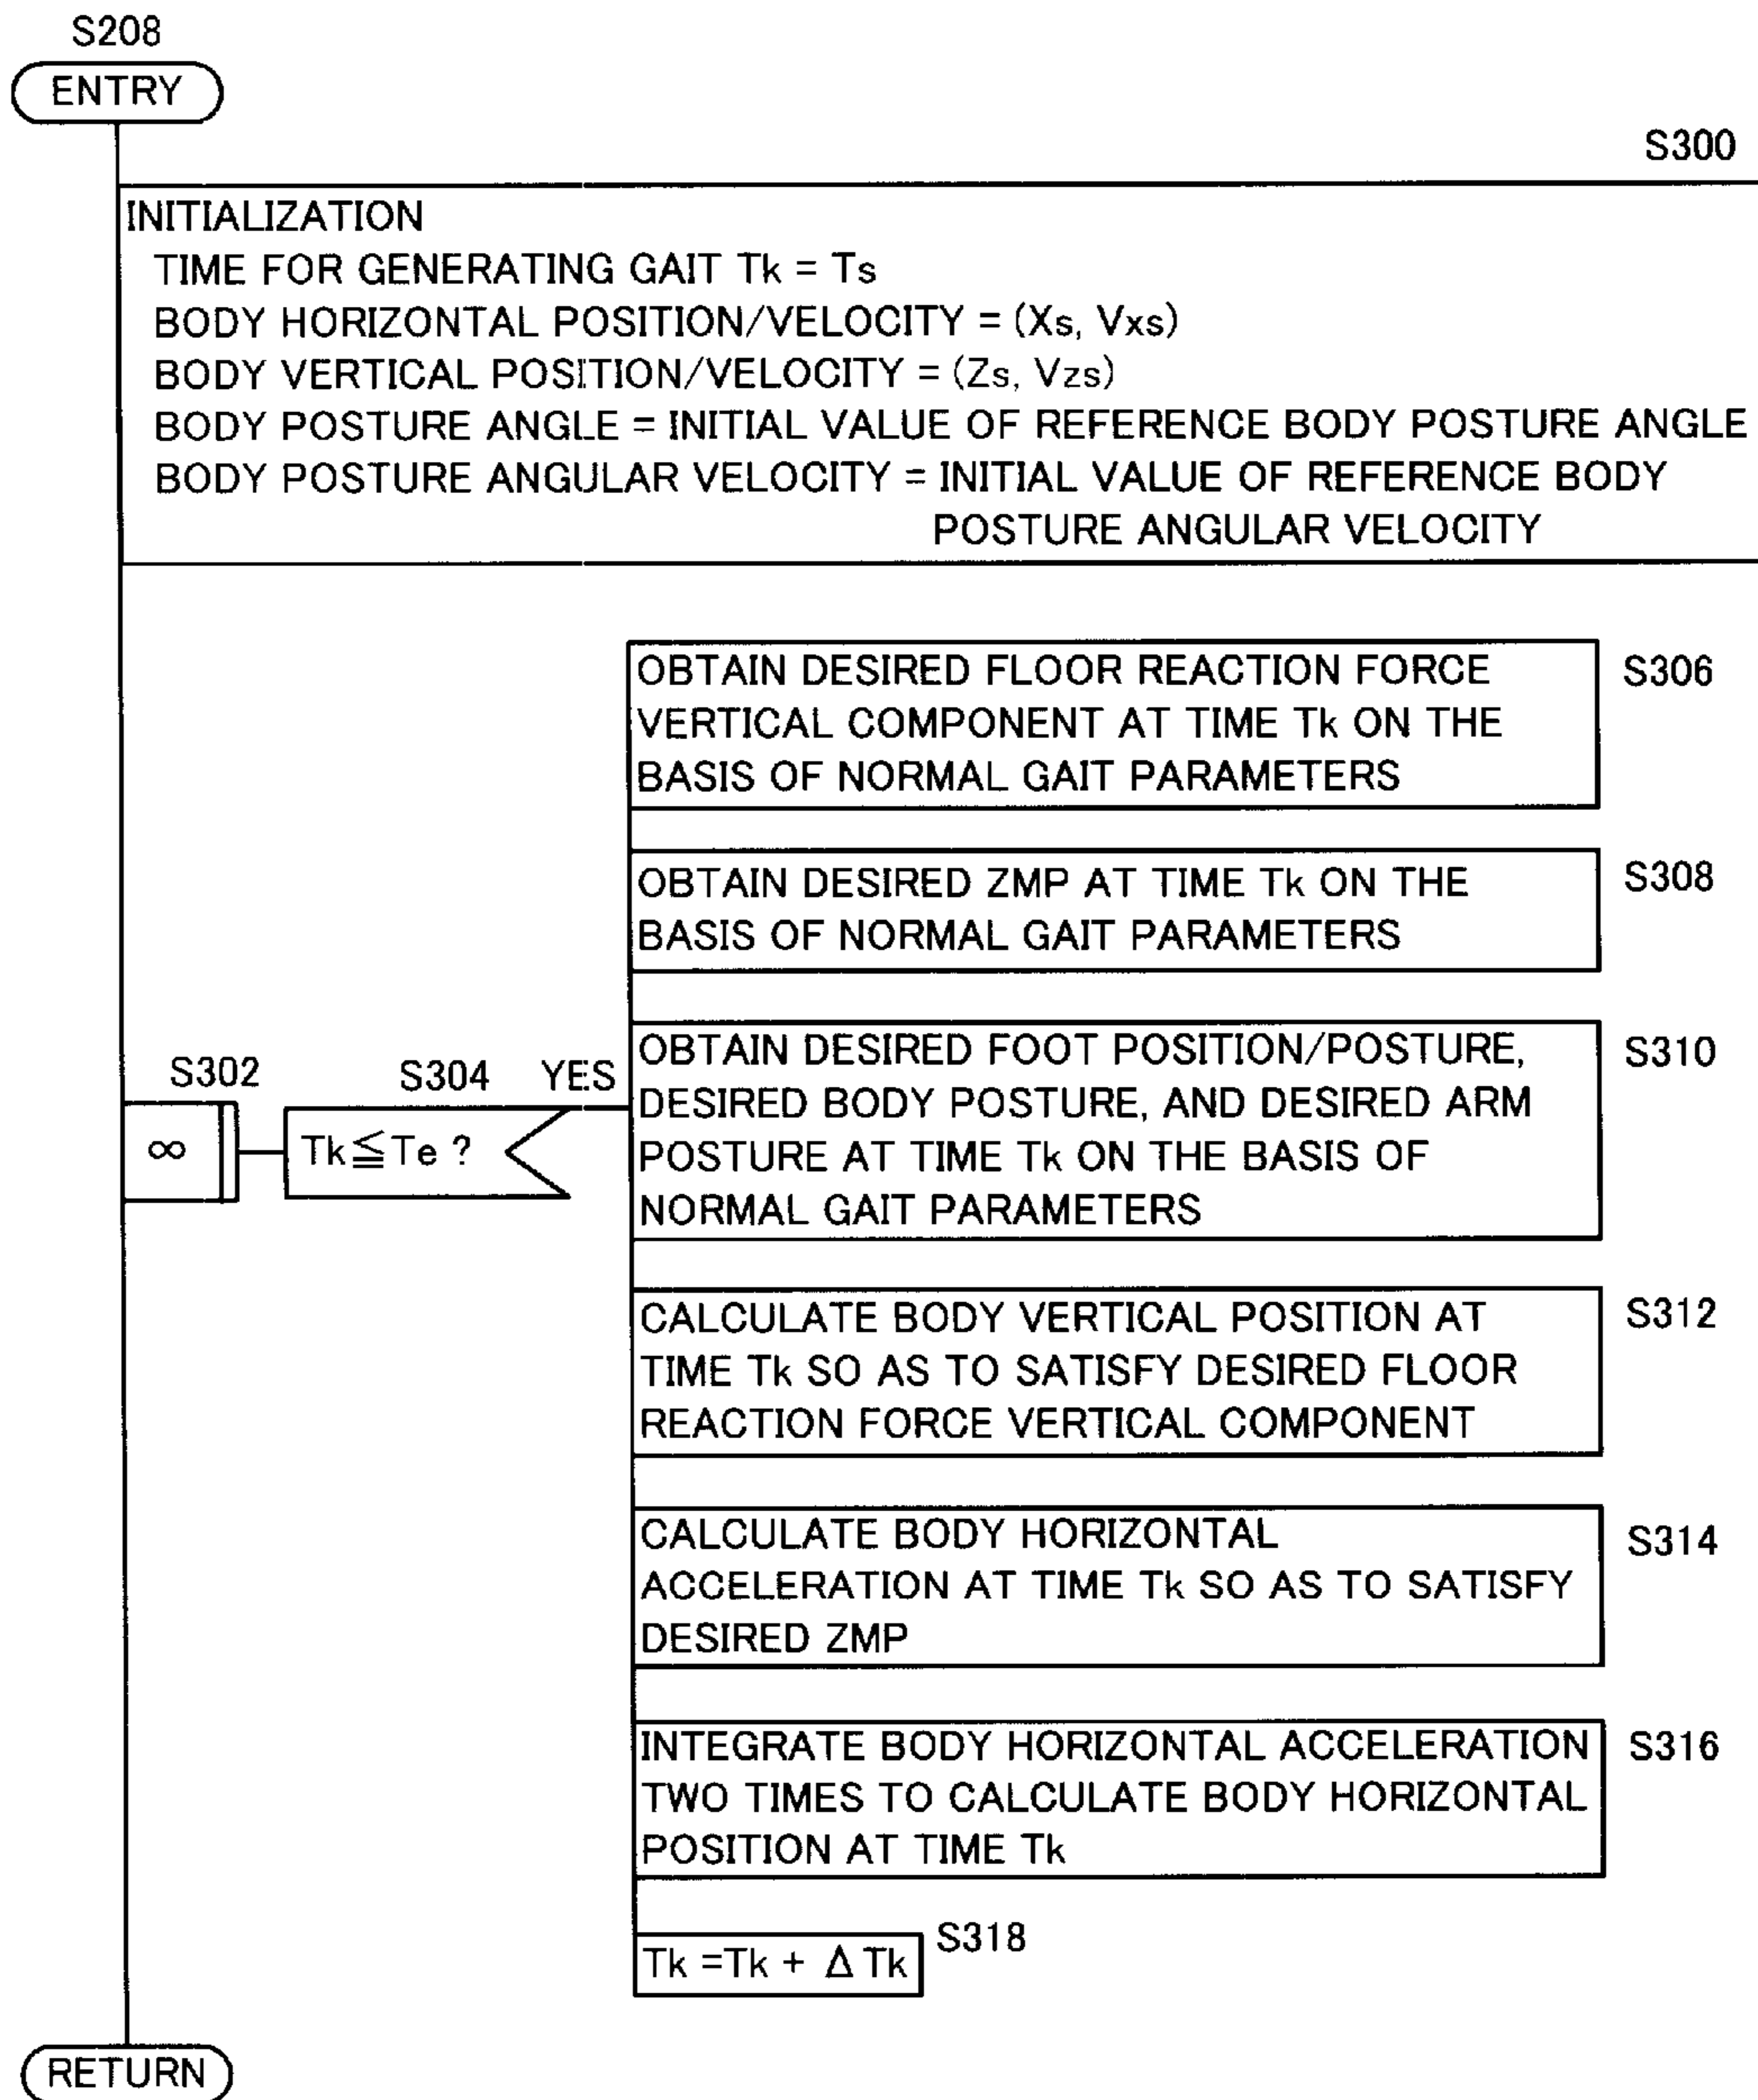 S208
ENTRY
S300
INITIALIZATION
TIME FOR GENERATING GAIT Tk = Ts
BODY HORIZONTAL POSITION/VELOCITY = (Xs, Vxs)
BODY VERTICAL POSITION/VELOCITY = (Zs, Vzs)
BODY POSTURE ANGLE = INITIAL VALUE OF REFERENCE BODY POSTURE ANGLE
BODY POSTURE ANGULAR VELOCITY = INITIAL VALUE OF REFERENCE BODY
POSTURE ANGULAR VELOCITY
S302
∞
S304
Tk≦Te ?
YES
OBTAIN DESIRED FLOOR REACTION FORCE
VERTICAL COMPONENT AT TIME Tk ON THE
BASIS OF NORMAL GAIT PARAMETERS
S306
OBTAIN DESIRED ZMP AT TIME Tk ON THE
BASIS OF NORMAL GAIT PARAMETERS
S308
OBTAIN DESIRED FOOT POSITION/POSTURE,
DESIRED BODY POSTURE, AND DESIRED ARM
POSTURE AT TIME Tk ON THE BASIS OF
NORMAL GAIT PARAMETERS
S310
CALCULATE BODY VERTICAL POSITION AT
TIME Tk SO AS TO SATISFY DESIRED FLOOR
REACTION FORCE VERTICAL COMPONENT
S312
CALCULATE BODY HORIZONTAL
ACCELERATION AT TIME Tk SO AS TO SATISFY
DESIRED ZMP
S314
INTEGRATE BODY HORIZONTAL ACCELERATION
TWO TIMES TO CALCULATE BODY HORIZONTAL
POSITION AT TIME Tk
S316
Tk =Tk + Δ Tk
S318
RETURN